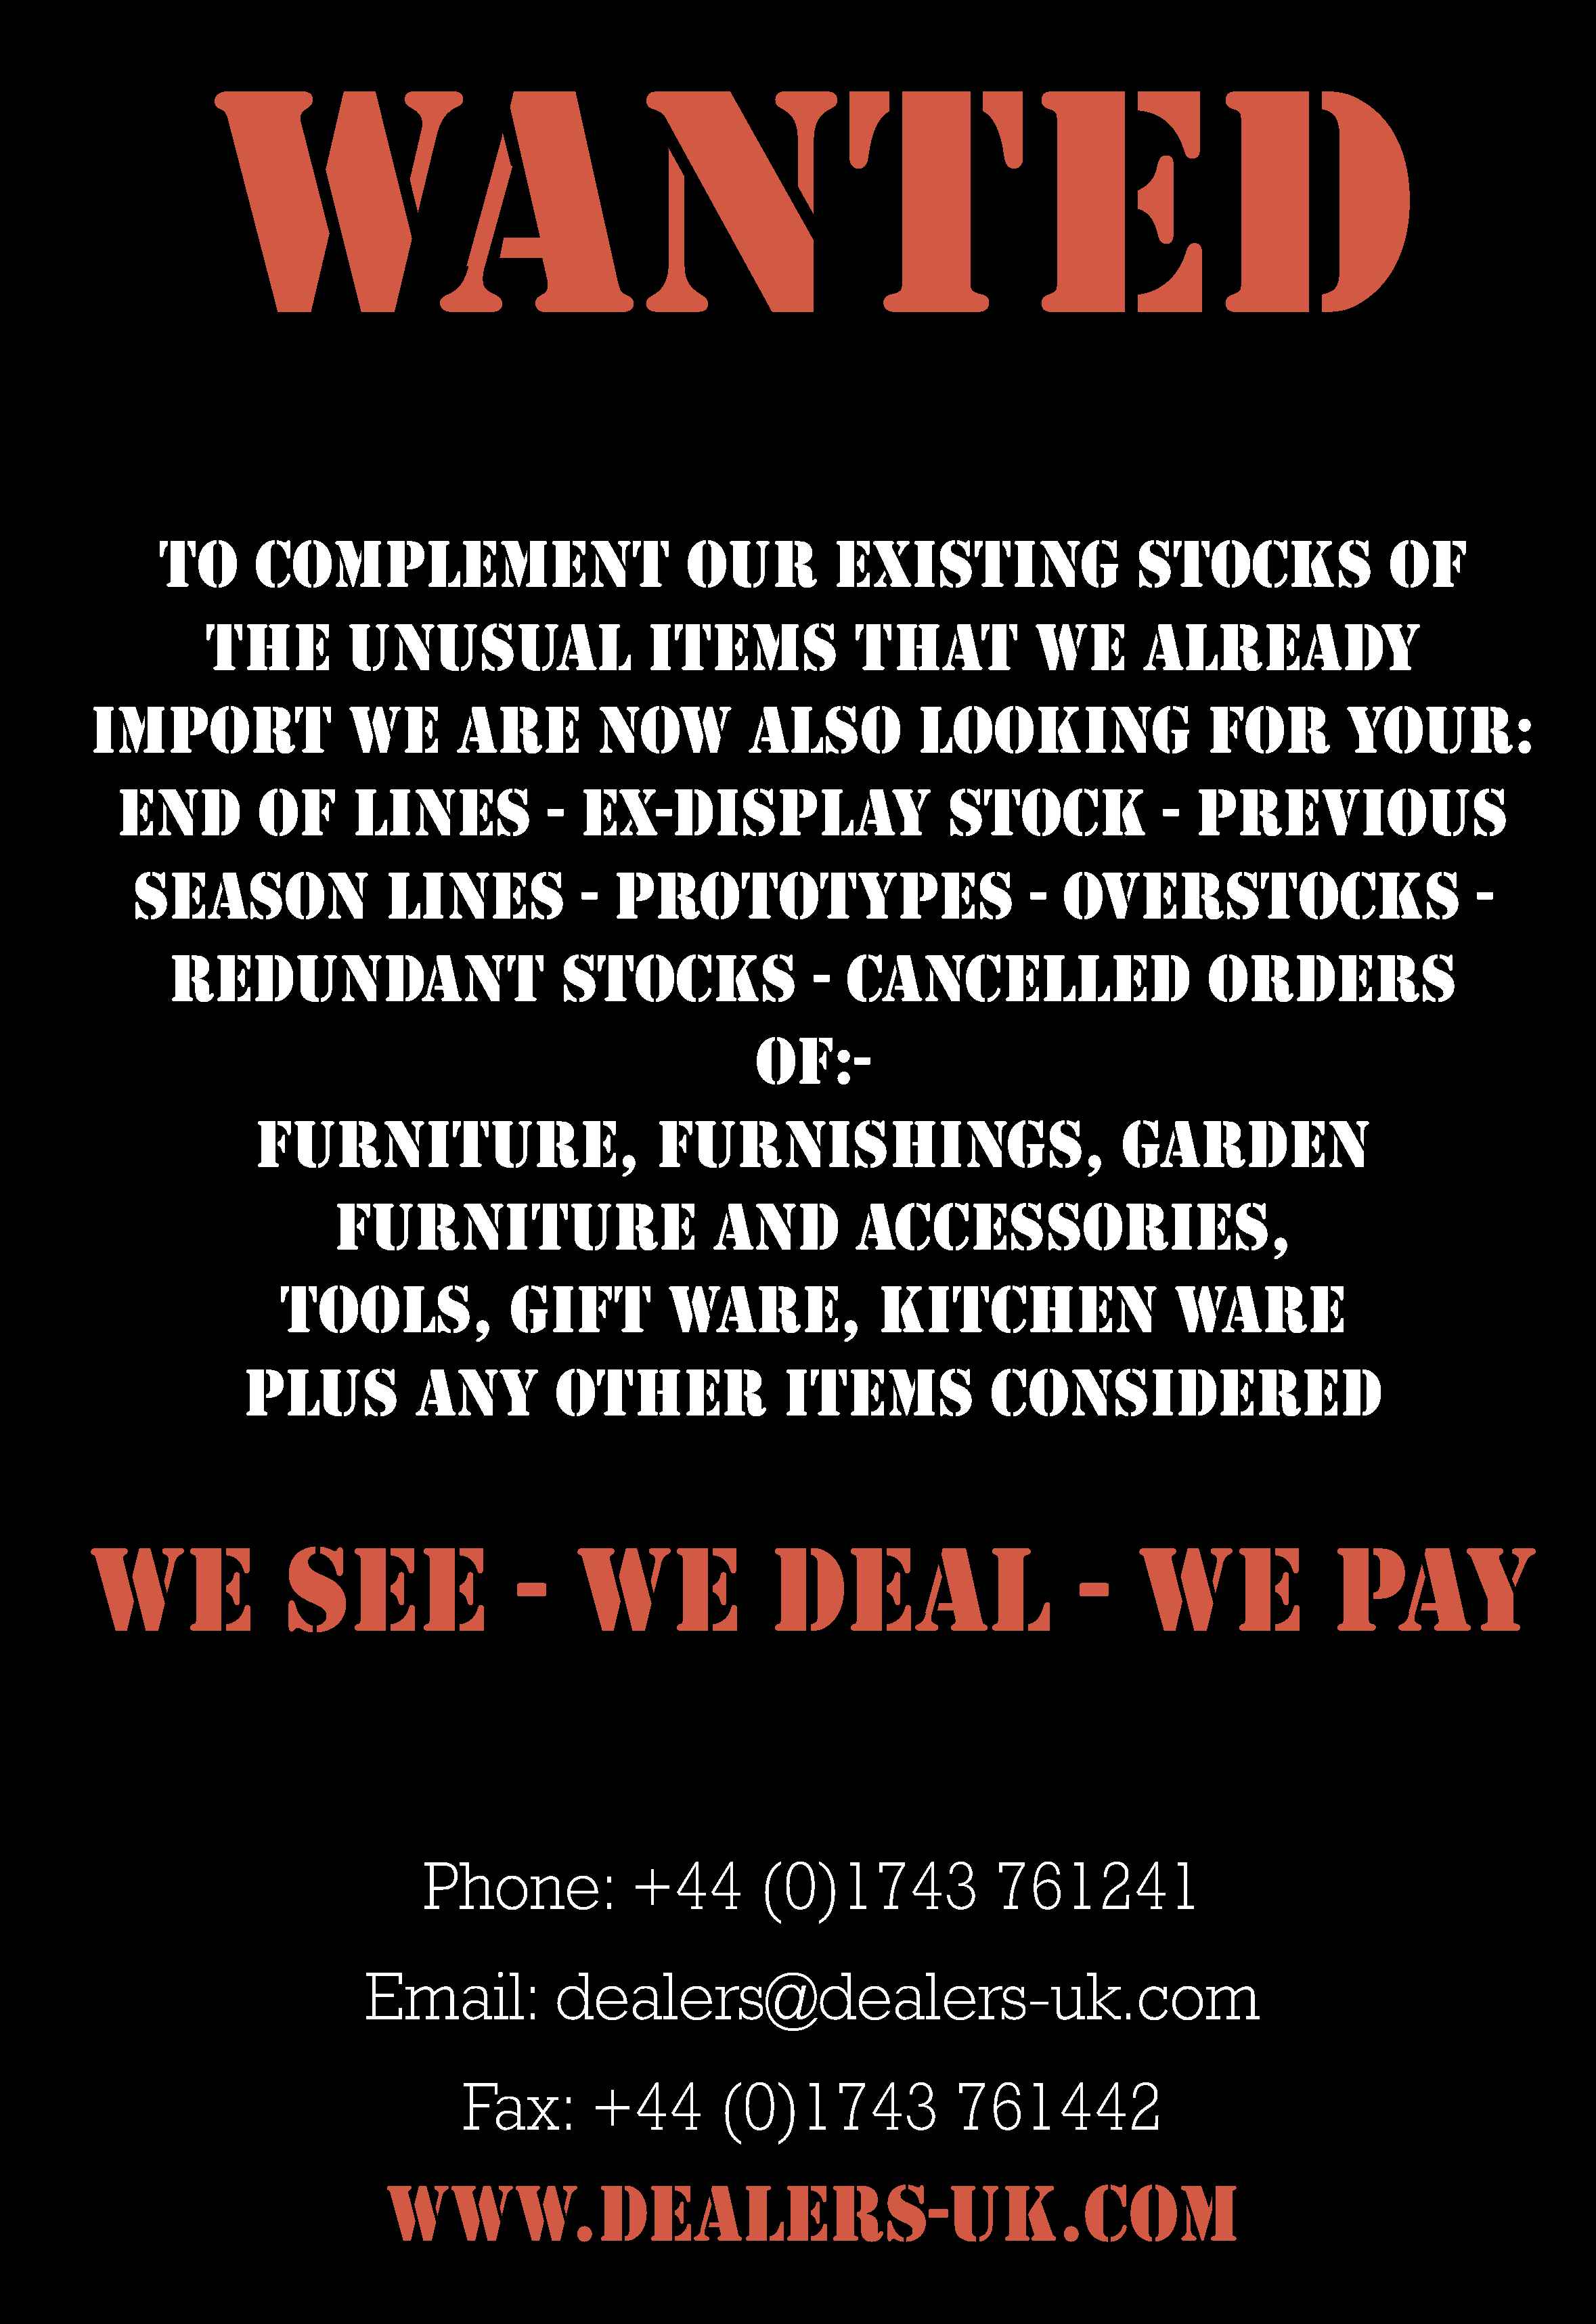 WANTED
TO COMPLEMENT OUR EXISTING STOCKS OF
THE UNUSUAL ITEMS THAT WE ALREADY
IMPORT WE ARE NOW ALSO LOOKING FOR YOUR:
END OF LINES - EX-DISPLAY STOCK - PREVIOUS
SEASON LINES - PROTOTYPES - OVERSTOCKS -
REDUNDANT STOCKS - CANCELLED ORDERS
OF:-
FURNITURE, FURNISHINGS, GARDEN
FURNITURE AND ACCESSORIES,
TOOLS, GIFT WARE, KITCHEN WARE
PLUS ANY OTHER ITEMS CONSIDERED
WE SEE - WE DEAL - WE PAY
Phone: +44 (0)1743 761241
Email: dealers@dealers-uk.com
Fax: +44 (0)1743 761442
WWW.DEALERS-UK.COM